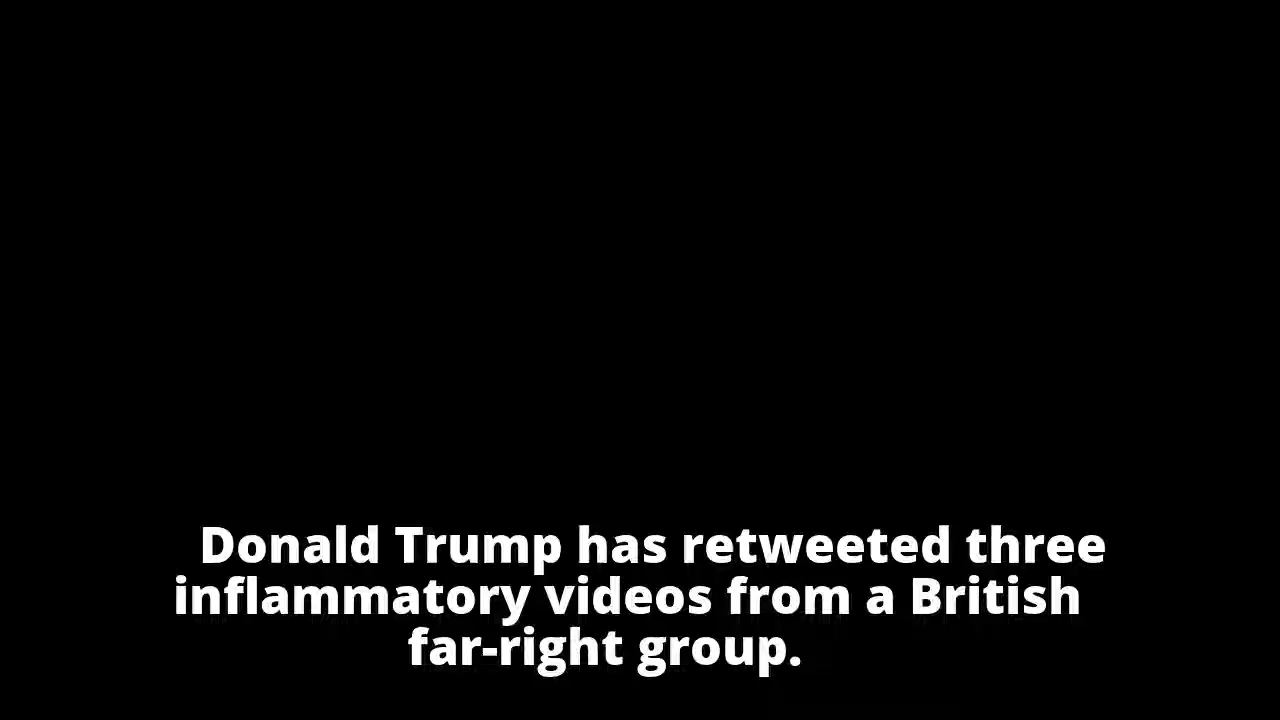 Donald Trump has retweeted three
inflammatory videos from a British
far-right group.